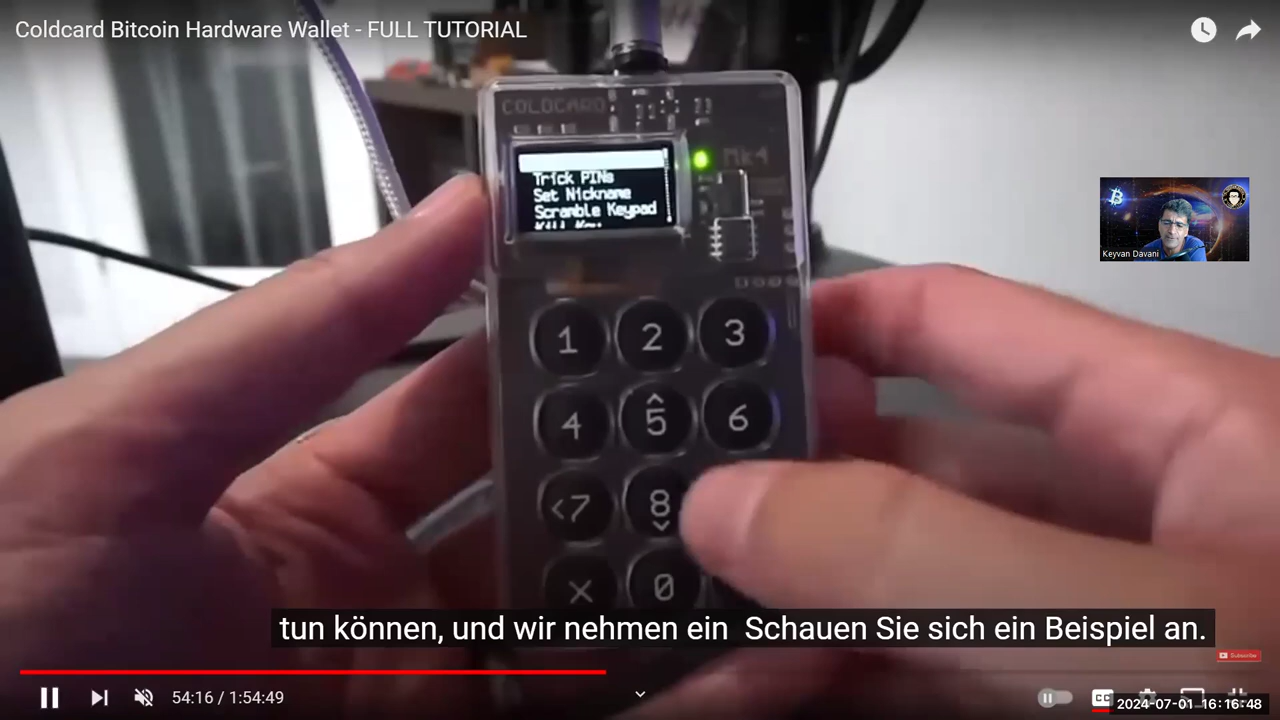 Coldcard Bitcoin Hardware Wallet - FULL TUTORIAL
COLDCARD
Mk4
Trick PINs
Set Nickname
Scramble Keypad
Keyvan Davani
1 2 3
4 5 6
<7 8
X 0
tun können, und wir nehmen ein  Schauen Sie sich ein Beispiel an.
Subscribe
54:16 / 1:54:49
CC
2024-07-01 16:16:48